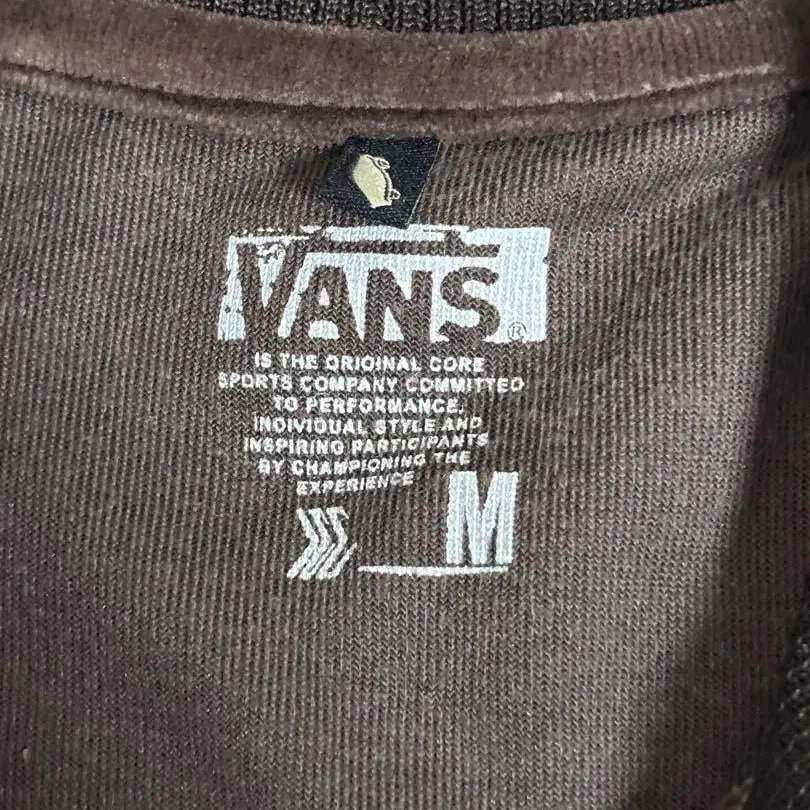 VANS®
IS THE ORIGINAL CORE
SPORTS COMPANY COMMITTED
TO PERFORMANCE,
INDIVIDUAL STYLE AND
INSPIRING PARTICIPANTS
BY CHAMPIONING THE
EXPERIENCE
M